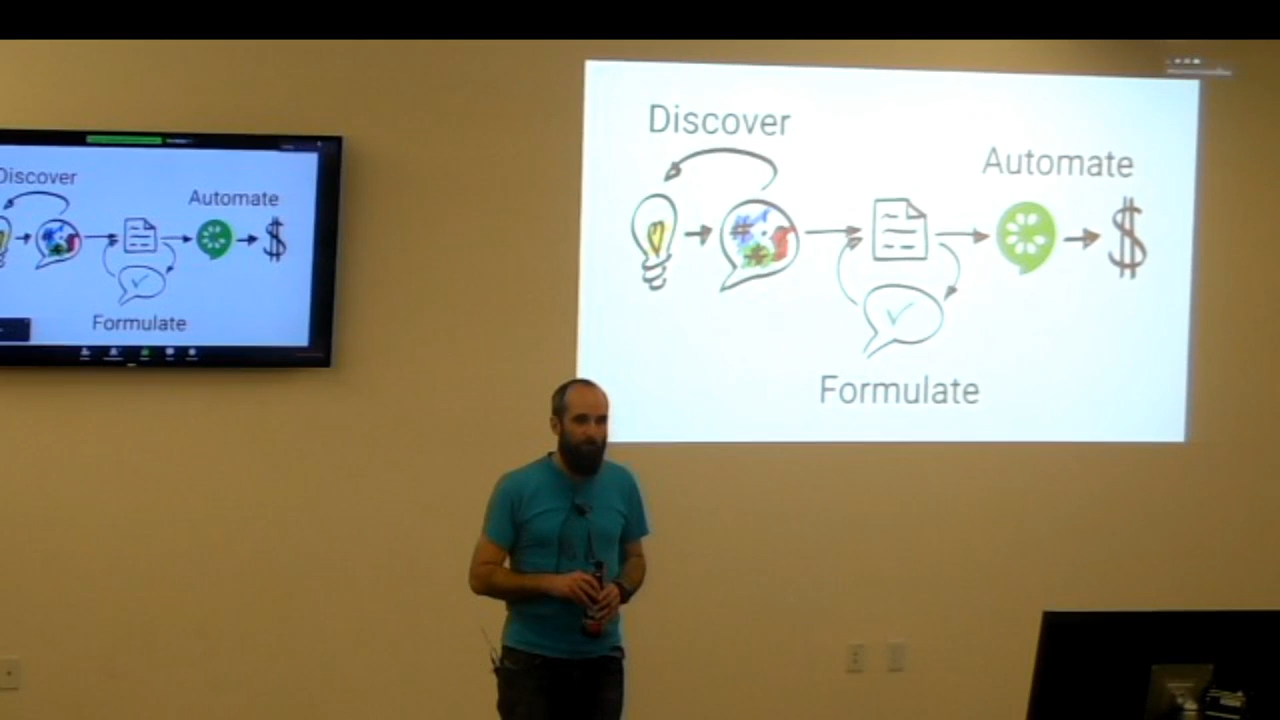 Discover
Automate
$
Formulate
Discover
Automate
$
Formulate